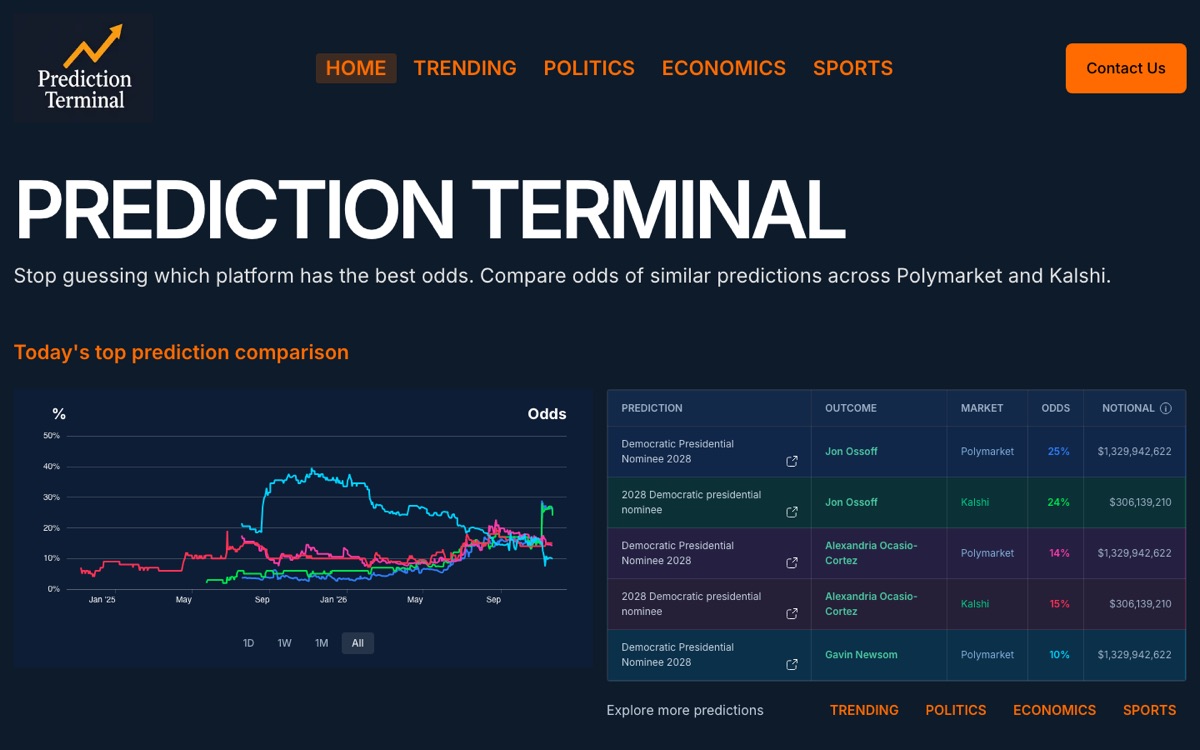 Prediction
Terminal
HOME TRENDING POLITICS ECONOMICS SPORTS
Contact Us
PREDICTION TERMINAL
Stop guessing which platform has the best odds. Compare odds of similar predictions across Polymarket and Kalshi.
Today's top prediction comparison
% Odds
50%
40%
30%
20%
10%
0%
Jan '25 May Sep Jan '26 May Sep
1D 1W 1M All
PREDICTION OUTCOME MARKET ODDS NOTIONAL
Democratic Presidential
Nominee 2028
Jon Ossoff Polymarket 25% $1,329,942,622
2028 Democratic presidential
nominee
Jon Ossoff Kalshi 24% $306,139,210
Democratic Presidential
Nominee 2028
Alexandria Ocasio-
Cortez
Polymarket 14% $1,329,942,622
2028 Democratic presidential
nominee
Alexandria Ocasio-
Cortez
Kalshi 15% $306,139,210
Democratic Presidential
Nominee 2028
Gavin Newsom Polymarket 10% $1,329,942,622
Explore more predictions TRENDING POLITICS ECONOMICS SPORTS